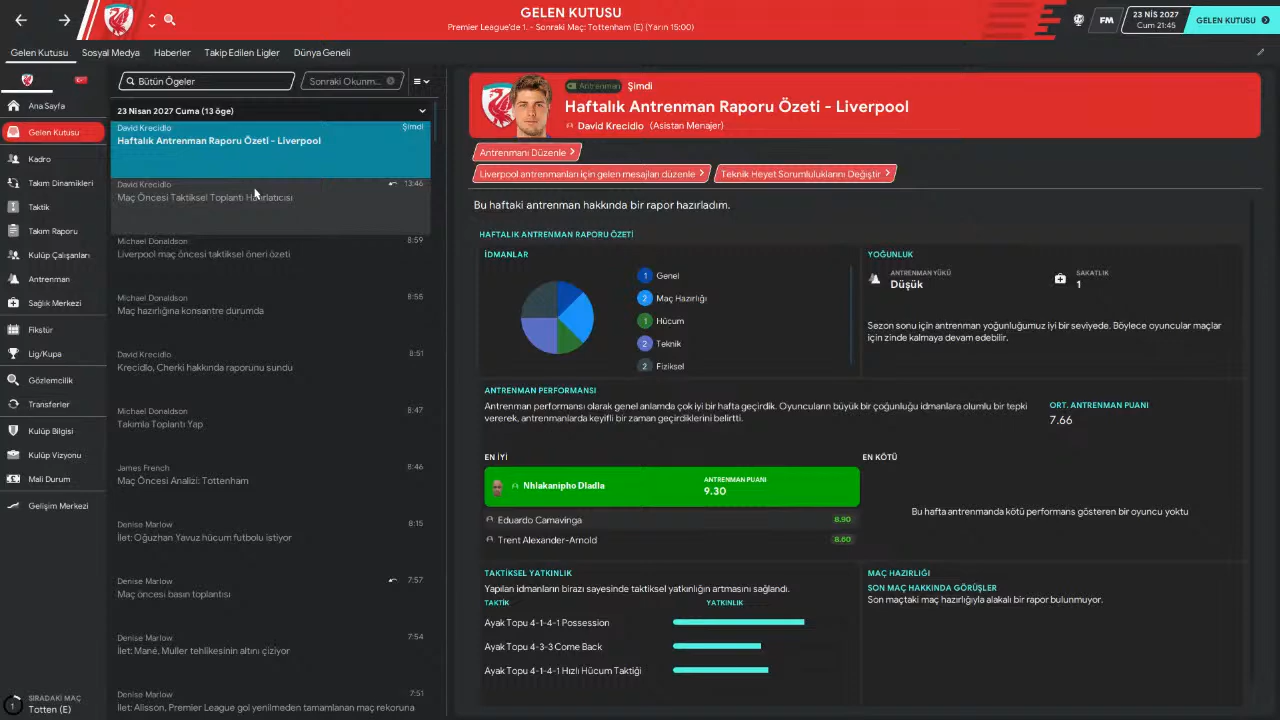 GELEN KUTUSU
Premier League'de 1. - Sonraki Maç: Tottenham (E) (Yarın 15:00)
FM
23 NİS 2027
Cum 21:45
GELEN KUTUSU
Gelen Kutusu
Sosyal Medya
Haberler
Takip Edilen Ligler
Dünya Geneli
Ana Sayfa
Gelen Kutusu
Kadro
Takım Dinamikleri
Taktik
Takım Raporu
Kulüp Çalışanları
Antrenman
Sağlık Merkezi
Fikstür
Lig/Kupa
Gözlemcilik
Transferler
Kulüp Bilgisi
Kulüp Vizyonu
Mali Durum
Gelişim Merkezi
1
SIRADAKİ MAÇ
Totten (E)
Bütün Ögeler
Sonraki Okunm...
23 Nisan 2027 Cuma (13 öge)
David Krecidlo
Şimdi
Haftalık Antrenman Raporu Özeti - Liverpool
David Krecidlo
13:46
Maç Öncesi Taktiksel Toplantı Hatırlatıcısı
Michael Donaldson
8:59
Liverpool maç öncesi taktiksel öneri özeti
Michael Donaldson
8:55
Maç hazırlığına konsantre durumda
David Krecidlo
8:51
Krecidlo, Cherki hakkında raporunu sundu
Michael Donaldson
8:47
Takımla Toplantı Yap
James French
8:46
Maç Öncesi Analizi: Tottenham
Denise Marlow
8:15
İlet: Oğuzhan Yavuz hücum futbolu istiyor
Denise Marlow
7:57
Maç öncesi basın toplantısı
Denise Marlow
7:54
İlet: Mané, Muller tehlikesinin altını çiziyor
Denise Marlow
7:51
İlet: Alisson, Premier League gol yenilmeden tamamlanan maç rekoruna
Antrenman
Şimdi
Haftalık Antrenman Raporu Özeti - Liverpool
David Krecidlo (Asistan Menajer)
Antrenmanı Düzenle
Liverpool antrenmanları için gelen mesajları düzenle
Teknik Heyet Sorumluluklarını Değiştir
Bu haftaki antrenman hakkında bir rapor hazırladım.
HAFTALIK ANTRENMAN RAPORU ÖZETİ
İDMANLAR
1 Genel
2 Maç Hazırlığı
1 Hücum
2 Teknik
2 Fiziksel
YOĞUNLUK
ANTRENMAN YÜKÜ
Düşük
SAKATLIK
1
Sezon sonu için antrenman yoğunluğumuz iyi bir seviyede. Böylece oyuncular maçlar
için zinde kalmaya devam edebilir.
ANTRENMAN PERFORMANSI
Antrenman performansı olarak genel anlamda çok iyi bir hafta geçirdik. Oyuncuların büyük bir çoğunluğu idmanlara olumlu bir tepki
vererek, antrenmanlarda keyifli bir zaman geçirdiklerini belirtti.
ORT. ANTRENMAN PUANI
7.66
EN İYİ
Nhlakanipho Dladla
ANTRENMAN PUANI
9.30
Eduardo Camavinga
8.90
Trent Alexander-Arnold
8.60
EN KÖTÜ
Bu hafta antrenmanda kötü performans gösteren bir oyuncu yoktu
TAKTİKSEL YATKINLIK
Yapılan idmanların birazı sayesinde taktiksel yatkınlığın artmasını sağlandı.
TAKTİK
YATKINLIK
Ayak Topu 4-1-4-1 Possession
Ayak Topu 4-3-3 Come Back
Ayak Topu 4-1-4-1 Hızlı Hücum Taktiği
MAÇ HAZIRLIĞI
SON MAÇ HAKKINDA GÖRÜŞLER
Son maçtaki maç hazırlığıyla alakalı bir rapor bulunmuyor.